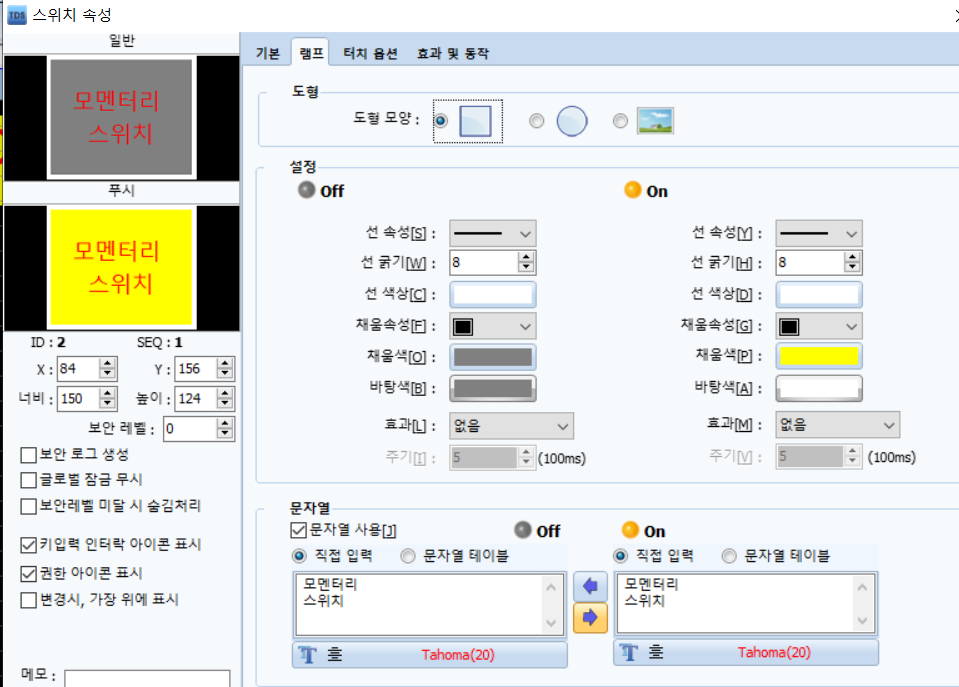 TDS 스위치 속성
일반
모멘터리
스위치
푸시
모멘터리
스위치
ID : 2 SEQ : 1
X : 84 Y : 156
너비 : 150 높이 : 124
보안 레벨 : 0
보안 로그 생성
글로벌 잠금 무시
보안레벨 미달 시 숨김처리
키입력 인터락 아이콘 표시
권한 아이콘 표시
변경시, 가장 위에 표시
메모 :
기본 램프 터치 옵션 효과 및 동작
도형
도형 모양 :
설정
Off On
선 속성[S] : 선 속성[Y] :
선 굵기[W] : 8 선 굵기[H] : 8
선 색상[C] : 선 색상[D] :
채움속성[F] : 채움속성[G] :
채움색[O] : 채움색[P] :
바탕색[B] : 바탕색[A] :
효과[L] : 없음 효과[M] : 없음
주기[I] : 5 (100ms) 주기[V] : 5 (100ms)
문자열
문자열 사용[J] Off On
직접 입력 문자열 테이블 직접 입력 문자열 테이블
모멘터리 모멘터리
스위치 스위치
T Tahoma(20) T Tahoma(20)